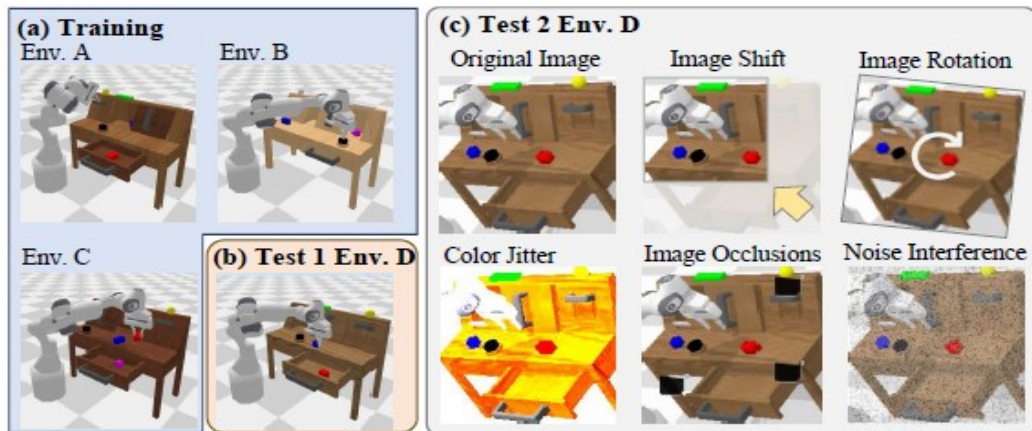 (a) Training
Env. A
Env. B
Env. C
(b) Test 1 Env. D
(c) Test 2 Env. D
Original Image
Image Shift
Image Rotation
Color Jitter
Image Occlusions
Noise Interference